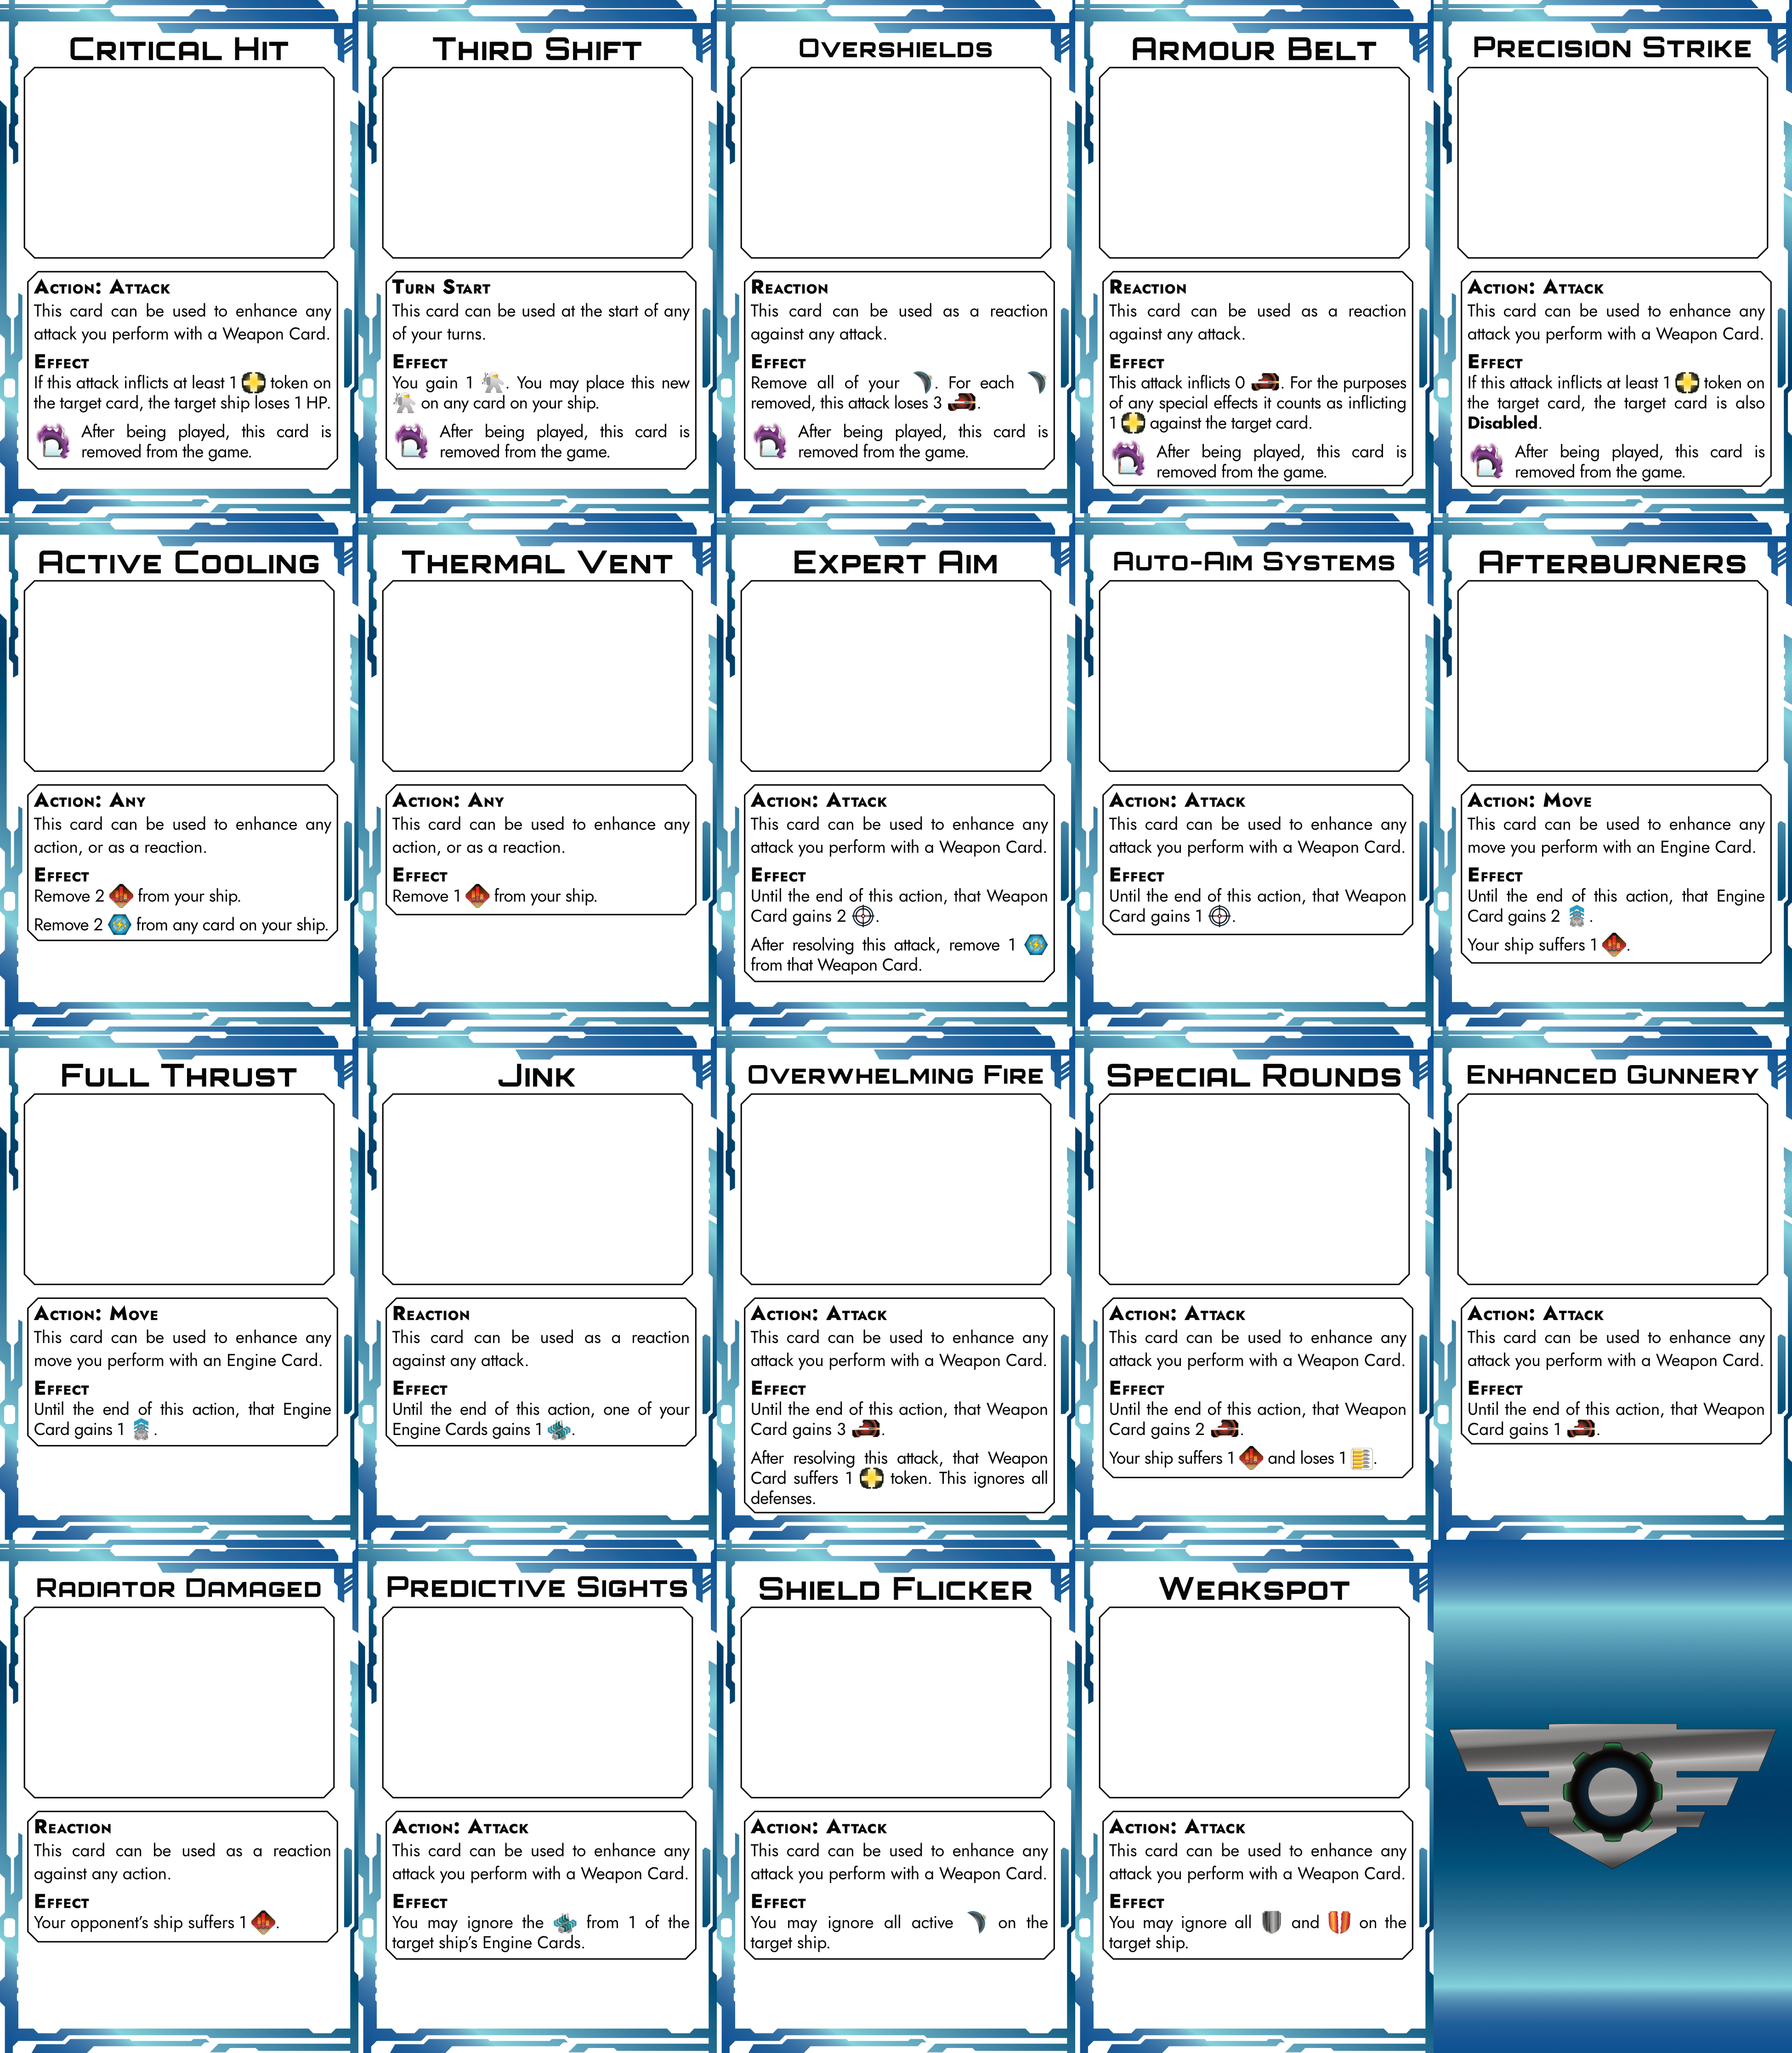 Critical Hit
Action: Attack
This card can be used to enhance any
attack you perform with a Weapon Card.
Effect
If this attack inflicts at least 1 token on
the target card, the target ship loses 1 HP.
After being played, this card is
removed from the game.
Third Shift
Turn Start
This card can be used at the start of any
of your turns.
Effect
You gain 1 . You may place this new
on any card on your ship.
After being played, this card is
removed from the game.
Overshields
Reaction
This card can be used as a reaction
against any attack.
Effect
Remove all of your . For each
removed, this attack loses 3 .
After being played, this card is
removed from the game.
Armour Belt
Reaction
This card can be used as a reaction
against any attack.
Effect
This attack inflicts 0 . For the purposes
of any special effects it counts as inflicting
1 against the target card.
After being played, this card is
removed from the game.
Precision Strike
Action: Attack
This card can be used to enhance any
attack you perform with a Weapon Card.
Effect
If this attack inflicts at least 1 token on
the target card, the target card is also
Disabled.
After being played, this card is
removed from the game.
Active Cooling
Action: Any
This card can be used to enhance any
action, or as a reaction.
Effect
Remove 2 from your ship.
Remove 2 from any card on your ship.
Thermal Vent
Action: Any
This card can be used to enhance any
action, or as a reaction.
Effect
Remove 1 from your ship.
Expert Aim
Action: Attack
This card can be used to enhance any
attack you perform with a Weapon Card.
Effect
Until the end of this action, that Weapon
Card gains 2 .
After resolving this attack, remove 1
from that Weapon Card.
Auto-Aim Systems
Action: Attack
This card can be used to enhance any
attack you perform with a Weapon Card.
Effect
Until the end of this action, that Weapon
Card gains 1 .
Afterburners
Action: Move
This card can be used to enhance any
move you perform with an Engine Card.
Effect
Until the end of this action, that Engine
Card gains 2 .
Your ship suffers 1 .
Full Thrust
Action: Move
This card can be used to enhance any
move you perform with an Engine Card.
Effect
Until the end of this action, that Engine
Card gains 1 .
Jink
Reaction
This card can be used as a reaction
against any attack.
Effect
Until the end of this action, one of your
Engine Cards gains 1 .
Overwhelming Fire
Action: Attack
This card can be used to enhance any
attack you perform with a Weapon Card.
Effect
Until the end of this action, that Weapon
Card gains 3 .
After resolving this attack, that Weapon
Card suffers 1 token. This ignores all
defenses.
Special Rounds
Action: Attack
This card can be used to enhance any
attack you perform with a Weapon Card.
Effect
Until the end of this action, that Weapon
Card gains 2 .
Your ship suffers 1 and loses 1 .
Enhanced Gunnery
Action: Attack
This card can be used to enhance any
attack you perform with a Weapon Card.
Effect
Until the end of this action, that Weapon
Card gains 1 .
Radiator Damaged
Reaction
This card can be used as a reaction
against any action.
Effect
Your opponent's ship suffers 1 .
Predictive Sights
Action: Attack
This card can be used to enhance any
attack you perform with a Weapon Card.
Effect
You may ignore the from 1 of the
target ship's Engine Cards.
Shield Flicker
Action: Attack
This card can be used to enhance any
attack you perform with a Weapon Card.
Effect
You may ignore all active on the
target ship.
Weakspot
Action: Attack
This card can be used to enhance any
attack you perform with a Weapon Card.
Effect
You may ignore all and on the
target ship.